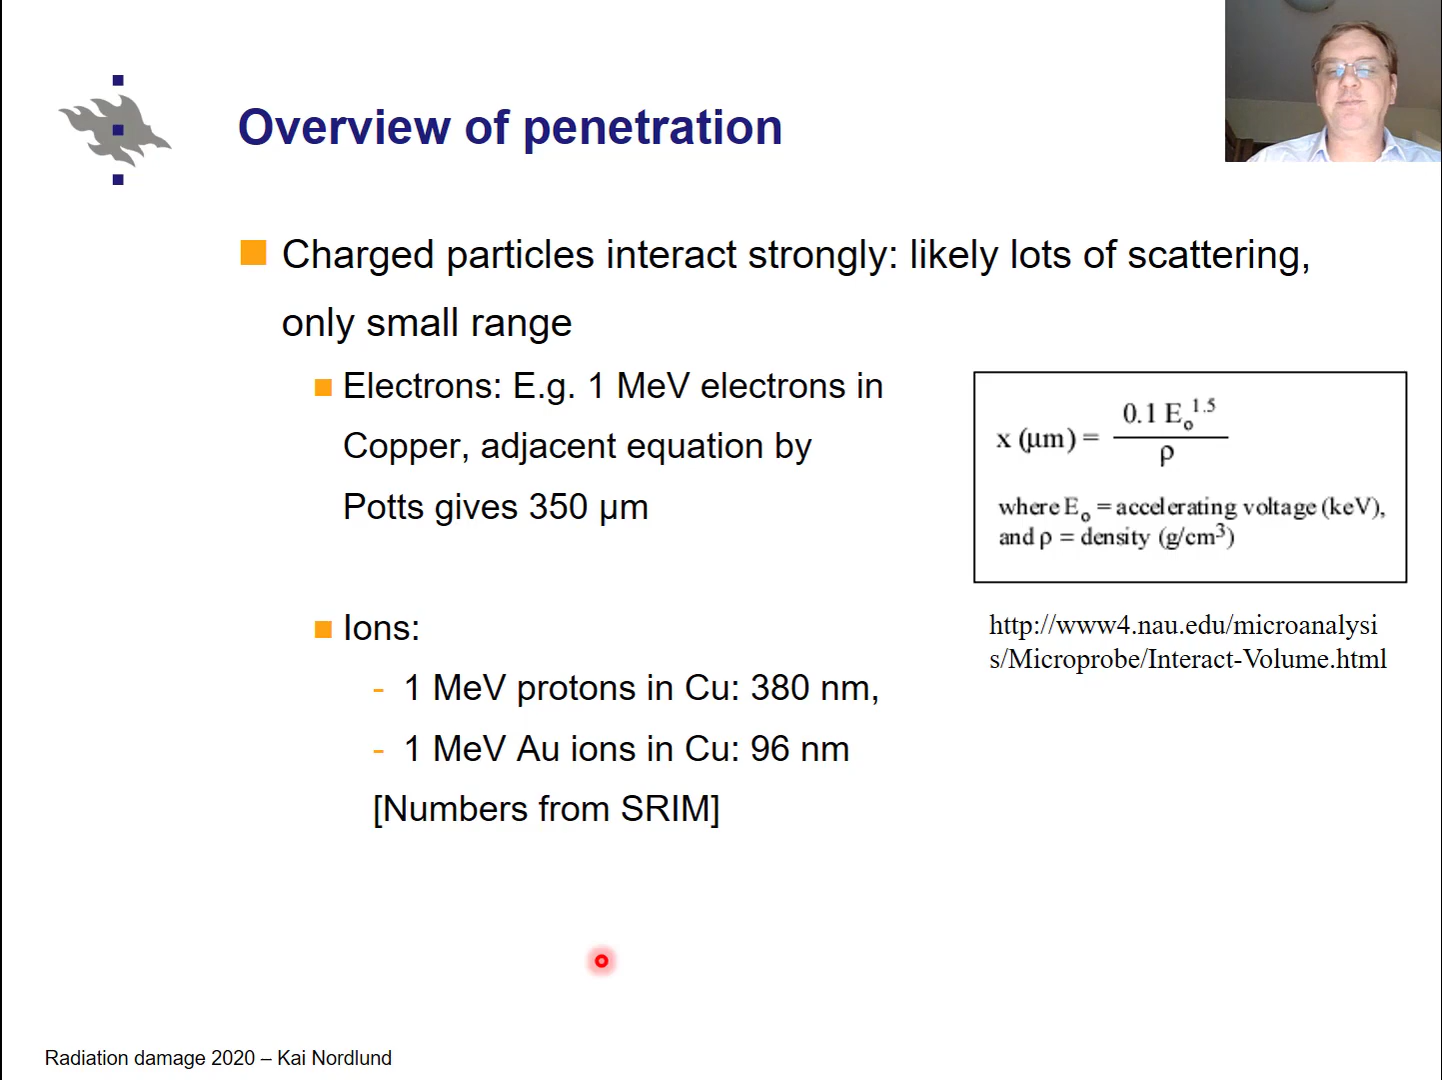 Overview of penetration
Charged particles interact strongly: likely lots of scattering,
only small range
Electrons: E.g. 1 MeV electrons in
Copper, adjacent equation by
Potts gives 350 μm
x (μm) = 0.1 E₀^1.5 / ρ
where E₀ = accelerating voltage (keV),
and ρ = density (g/cm³)
http://www4.nau.edu/microanalysi
s/Microprobe/Interact-Volume.html
Ions:
- 1 MeV protons in Cu: 380 nm,
- 1 MeV Au ions in Cu: 96 nm
[Numbers from SRIM]
Radiation damage 2020 – Kai Nordlund